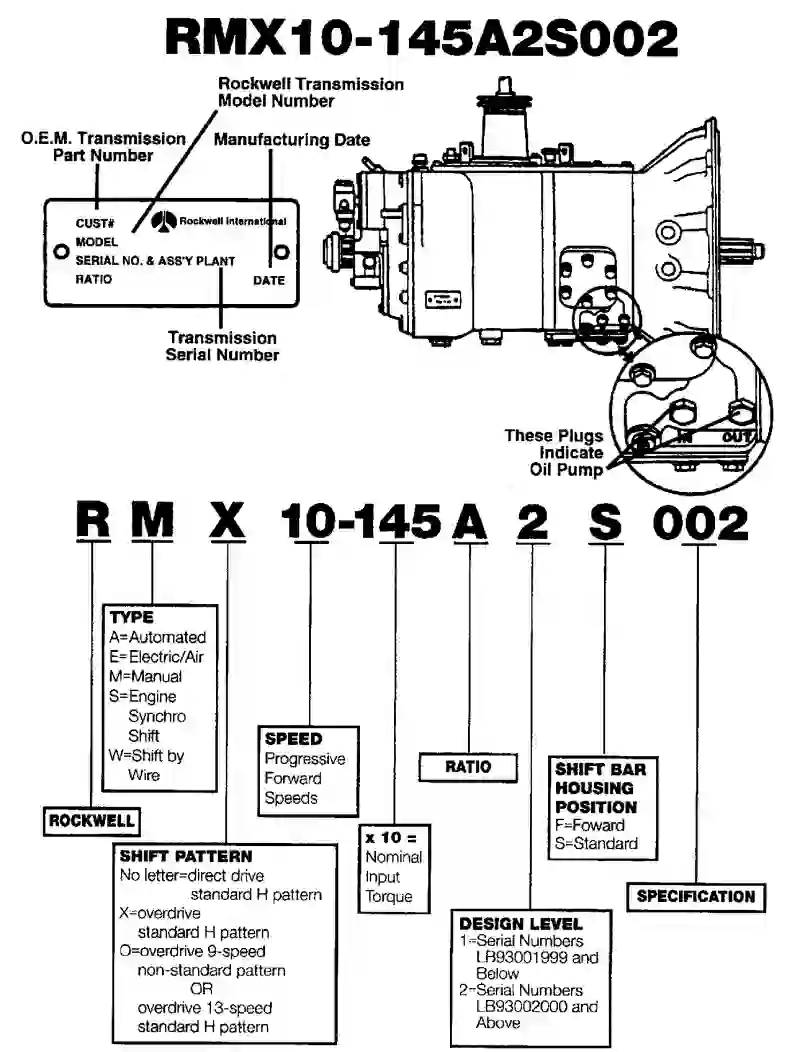 RMX10-145A2S002
Rockwell Transmission
Model Number
O.E.M. Transmission
Part Number
Manufacturing Date
CUST#
Rockwell International
MODEL
SERIAL NO. & ASS'Y PLANT
RATIO
DATE
Transmission
Serial Number
These Plugs
Indicate
Oil Pump
IN
OUT
R M X 10-145 A 2 S 002
TYPE
A=Automated
E=Electric/Air
M=Manual
S=Engine
Synchro
Shift
W=Shift by
Wire
ROCKWELL
SHIFT PATTERN
No letter=direct drive
standard H pattern
X=overdrive
standard H pattern
O=overdrive 9-speed
non-standard pattern
OR
overdrive 13-speed
standard H pattern
SPEED
Progressive
Forward
Speeds
x 10 =
Nominal
Input
Torque
RATIO
DESIGN LEVEL
1=Serial Numbers
LB93001999 and
Below
2=Serial Numbers
LB93002000 and
Above
SHIFT BAR
HOUSING
POSITION
F=Foward
S=Standard
SPECIFICATION